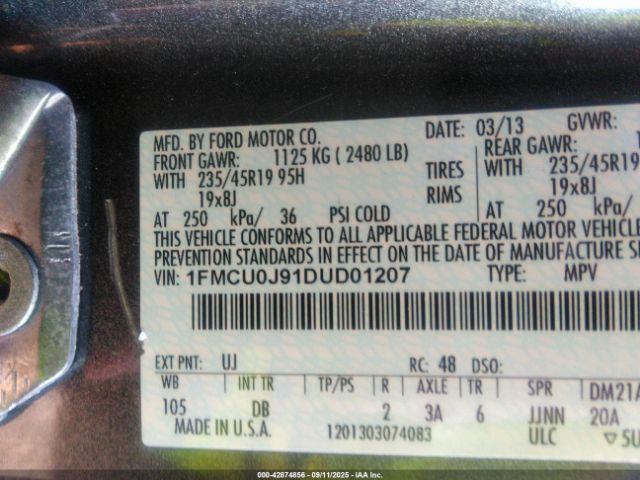 MFD. BY FORD MOTOR CO.
DATE: 03/13 GVWR:
FRONT GAWR: 1125 KG ( 2480 LB) REAR GAWR:
WITH 235/45R19 95H TIRES WITH 235/45R19
19x8J RIMS 19x8J
AT 250 kPa/ 36 PSI COLD AT 250 kPa/
THIS VEHICLE CONFORMS TO ALL APPLICABLE FEDERAL MOTOR VEHICLE
PREVENTION STANDARDS IN EFFECT ON THE DATE OF MANUFACTURE
VIN: 1FMCU0J91DUD01207 TYPE: MPV
EXT PNT: UJ RC: 48 DSO:
WB INT TR TP/PS R AXLE TR SPR DM21A
105 DB 2 3A 6 JJNN 20A
MADE IN U.S.A. 1201303074083 ULC ▽ 5U
000-42874856 - 09/11/2025 - IAAI.COM